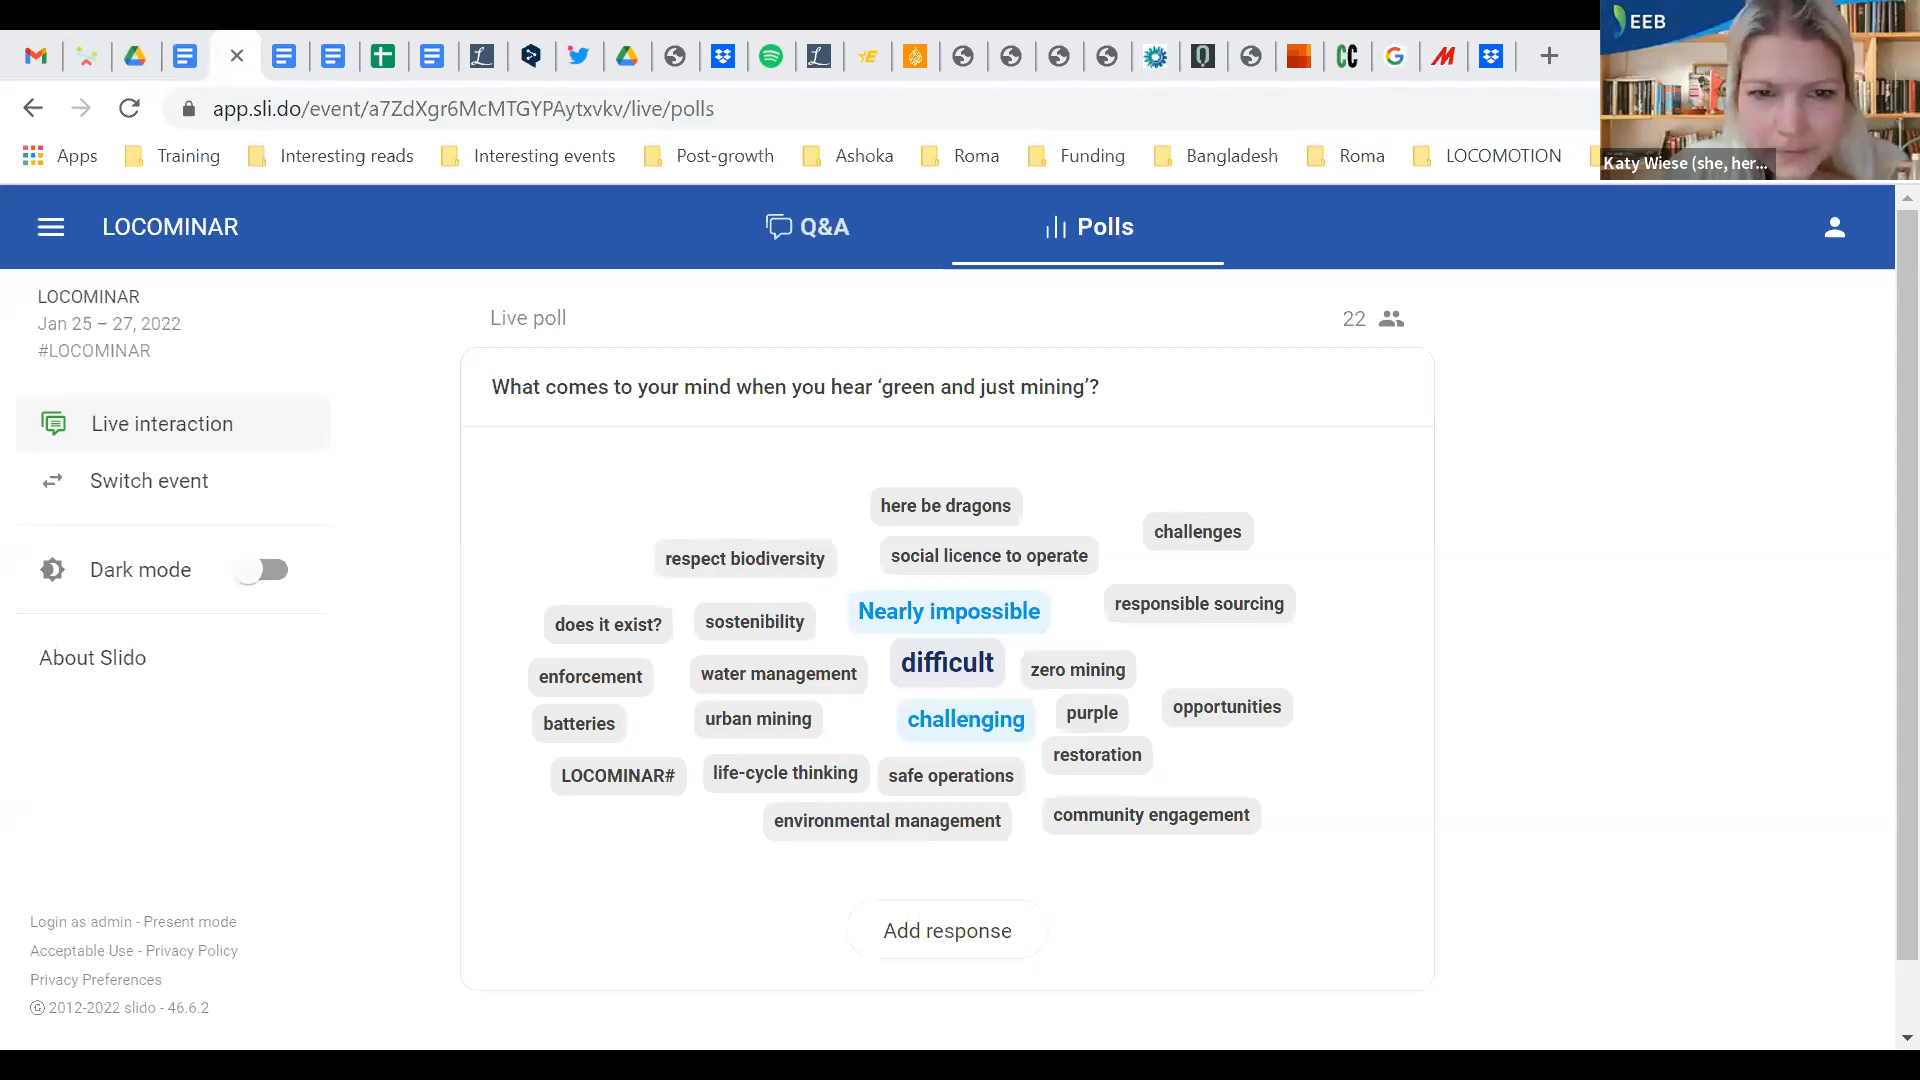 EEB
app.sli.do/event/a7ZdXgr6McMTGYPAytxvkv/live/polls
Apps Training Interesting reads Interesting events Post-growth Ashoka Roma Funding Bangladesh Roma LOCOMOTION
Katy Wiese (she, her...
LOCOMINAR Q&A Polls
LOCOMINAR
Jan 25 – 27, 2022
#LOCOMINAR
Live interaction
Switch event
Dark mode
About Slido
Login as admin - Present mode
Acceptable Use - Privacy Policy
Privacy Preferences
© 2012-2022 slido - 46.6.2
Live poll 22
What comes to your mind when you hear ‘green and just mining’?
here be dragons
challenges
respect biodiversity social licence to operate
does it exist? sostenibility Nearly impossible responsible sourcing
enforcement water management difficult zero mining
batteries urban mining challenging purple opportunities
restoration
LOCOMINAR# life-cycle thinking safe operations
environmental management community engagement
Add response